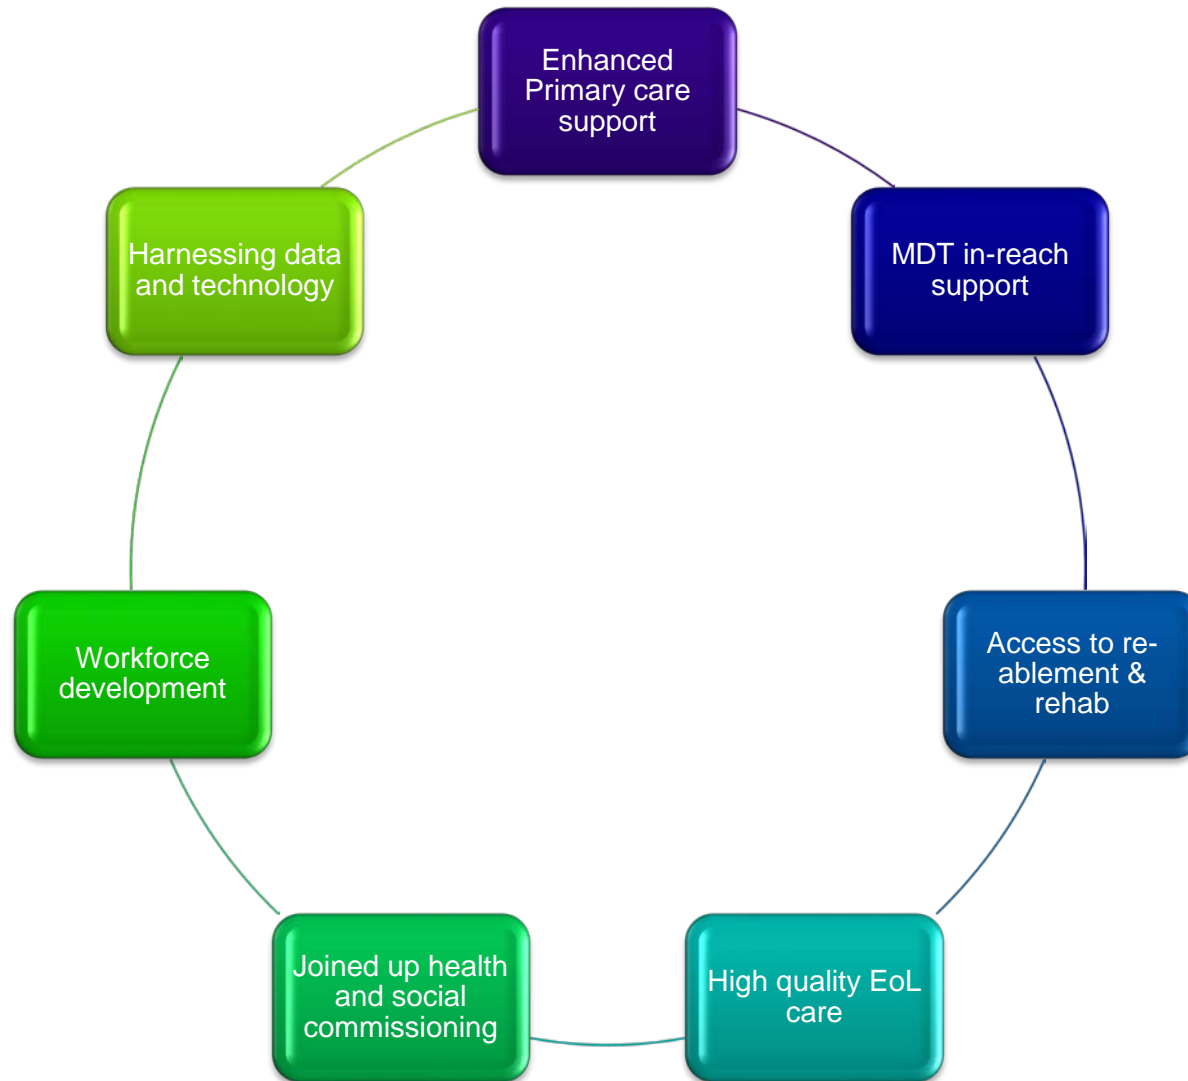 Enhanced
Primary care
support
MDT in-reach
support
Access to re-
ablement &
rehab
High quality EoL
care
Joined up health
and social
commissioning
Workforce
development
Harnessing data
and technology